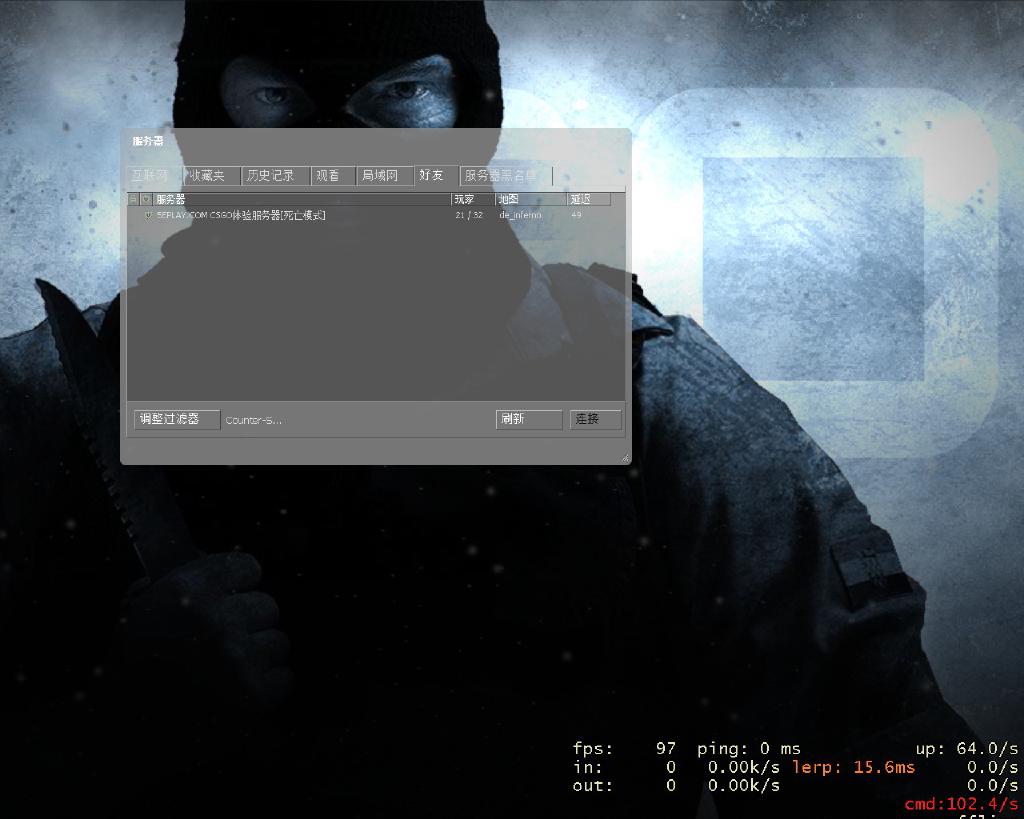 服务器
互联网 收藏夹 历史记录 观看 局域网 好友 服务器黑名单
服务器 玩家 地图 延迟
5EPLAY.COM CSGO体验服务器[死亡模式] 21 / 32 de_inferno 49
调整过滤器 Counter-S... 刷新 连接
fps: 97 ping: 0 ms up: 64.0/s
in: 0 0.00k/s lerp: 15.6ms 0.0/s
out: 0 0.00k/s 0.0/s
cmd:102.4/s